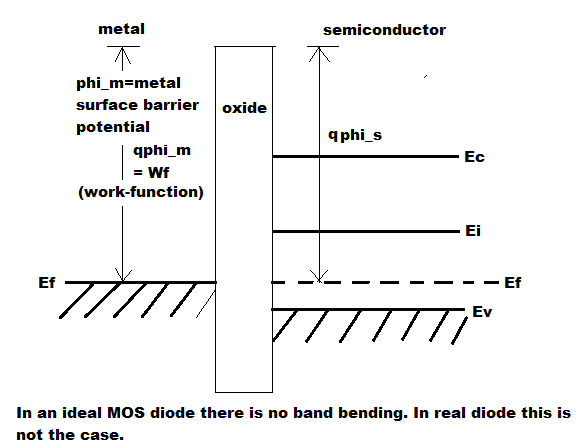 metal
semiconductor
phi_m=metal
surface barrier
potential
qphi_m
= Wf
(work-function)
oxide
qphi_s
Ec
Ei
Ef
Ef
Ev
In an ideal MOS diode there is no band bending. In real diode this is
not the case.